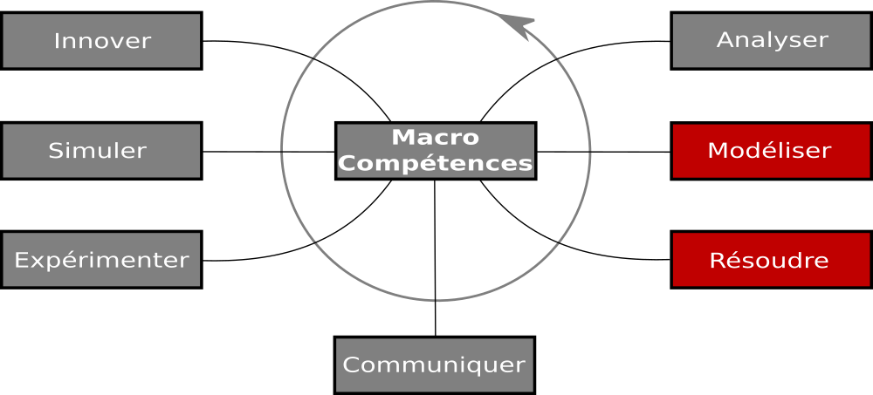 Innover
Analyser
Macro
Compétences
Simuler
Modéliser
Expérimenter
Résoudre
Communiquer